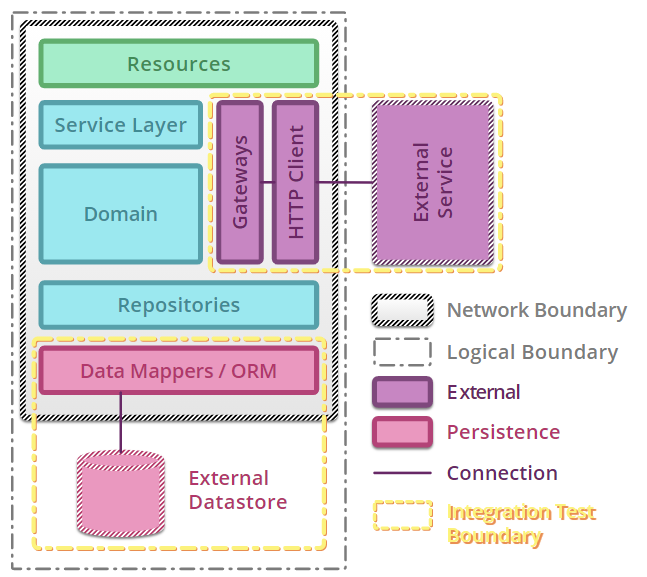 Resources
Service Layer
Gateways
HTTP Client
External
Service
Domain
Repositories
Data Mappers / ORM
External
Datastore
Network Boundary
Logical Boundary
External
Persistence
Connection
Integration Test
Boundary